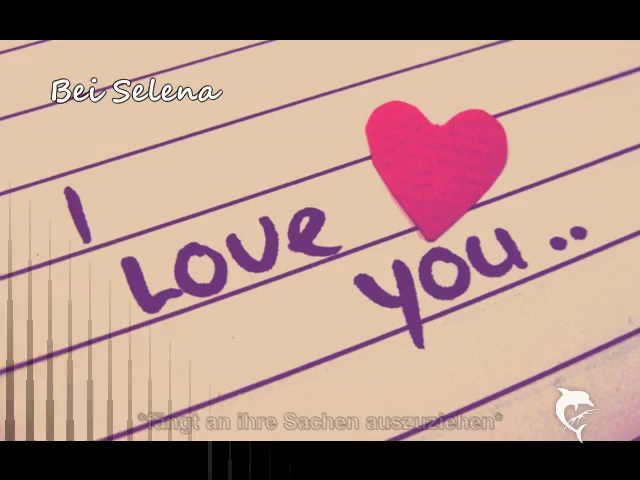 Bei Selena
I
Love
you..
*fängt an ihre Sachen auszuziehen*